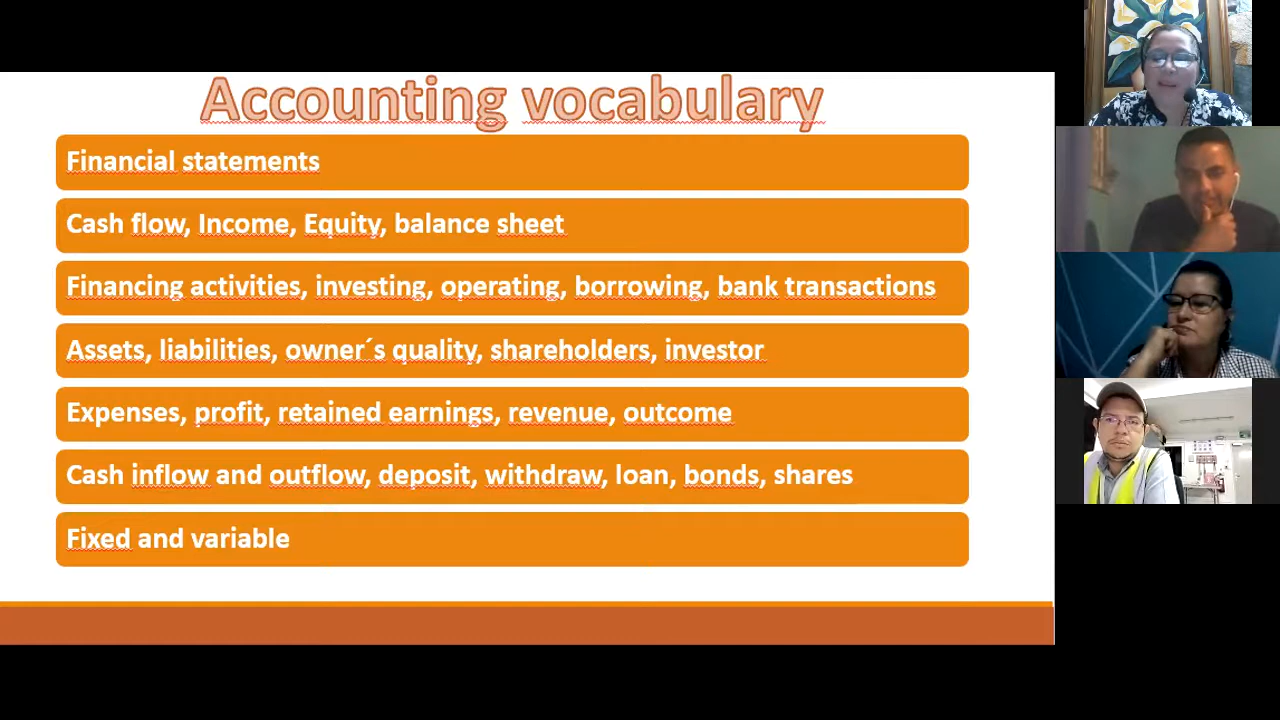 Accounting vocabulary
Financial statements
Cash flow, Income, Equity, balance sheet
Financing activities, investing, operating, borrowing, bank transactions
Assets, liabilities, owner´s quality, shareholders, investor
Expenses, profit, retained earnings, revenue, outcome
Cash inflow and outflow, deposit, withdraw, loan, bonds, shares
Fixed and variable